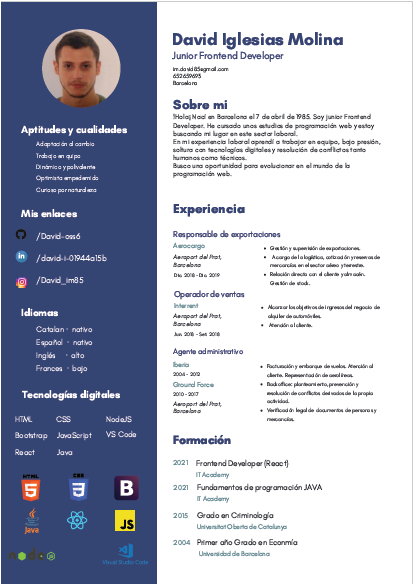 David Iglesias Molina
Junior Frontend Developer
im.david85@gmail.com
652659693
Barcelona
Sobre mi
!Hola¡ Nací en Barcelona el 7 de abril de 1985. Soy junior Frontend
Developer. He cursado unos estudios de programación web y estoy
buscando mi lugar en este sector laboral.
En mi experiencia laboral aprendí a trabajar en equipo, bajo presión,
soltura con tecnologías digitales y resolución de conflictos tanto
humanos como técnicos.
Busco una oportunidad para evolucionar en el mundo de la
programación web.
Experiencia
Responsable de exportaciones
Aerocargo
Aeroport del Prat,
Barcelona
Dic 2018 - Dic 2019
Gestión y supervisión de exportaciones.
A cargo de la logística, cotización y reservas de
mercancías en el sector aéreo y terrestre.
Relación directa con el cliente y almacén.
Gestión de stock.
Operador de ventas
Interrent
Aeroport del Prat,
Barcelona
Jun 2018 - Set 2018
Alcanzar los objetivos de ingresos del negocio de
alquiler de automóviles.
Atención al cliente.
Agente administrativo
Iberia
2004 - 2012
Ground Force
2010 - 2017
Aeroport del Prat,
Barcelona
Facturación y embarque de vuelos. Atención al
cliente. Representación de aerolíneas.
Backoffice: planteamiento, prevención y
resolución de conflictos derivados de la propia
actividad.
Verificación legal de documentos de personas y
mercancías.
Formación
2021 Frontend Developer (React)
IT Academy
2021 Fundamentos de programación JAVA
IT Academy
2015 Grado en Criminología
Universitat Oberta de Catalunya
2004 Primer año Grado en Econmía
Universidad de Barcelona
Aptitudes y cualidades
Adaptación al cambio
Trabajo en quipo
Dinámico y polivalente
Optimista empedernido
Curioso por naturaleza
Mis enlaces
/David-oss6
/david-i-01944a15b
/David_im85
Idiomas
Catalan · nativo
Español · nativo
Inglés · alto
Frances · bajo
Tecnologías digitales
HTML CSS NodeJS
Bootstrap JavaScript VS Code
React Java
HTML
5
CSS
3
B
Java
JS
node
Visual Studio Code